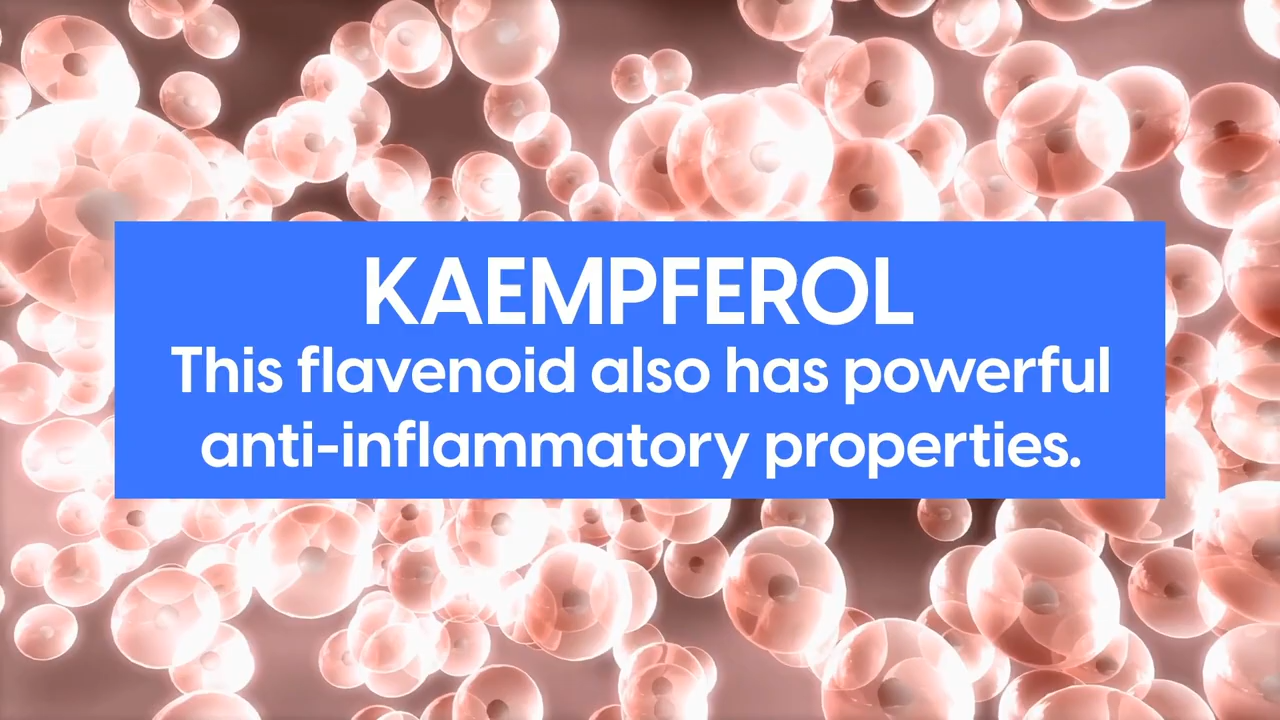 KAEMPFEROL
This flavenoid also has powerful
anti-inflammatory properties.